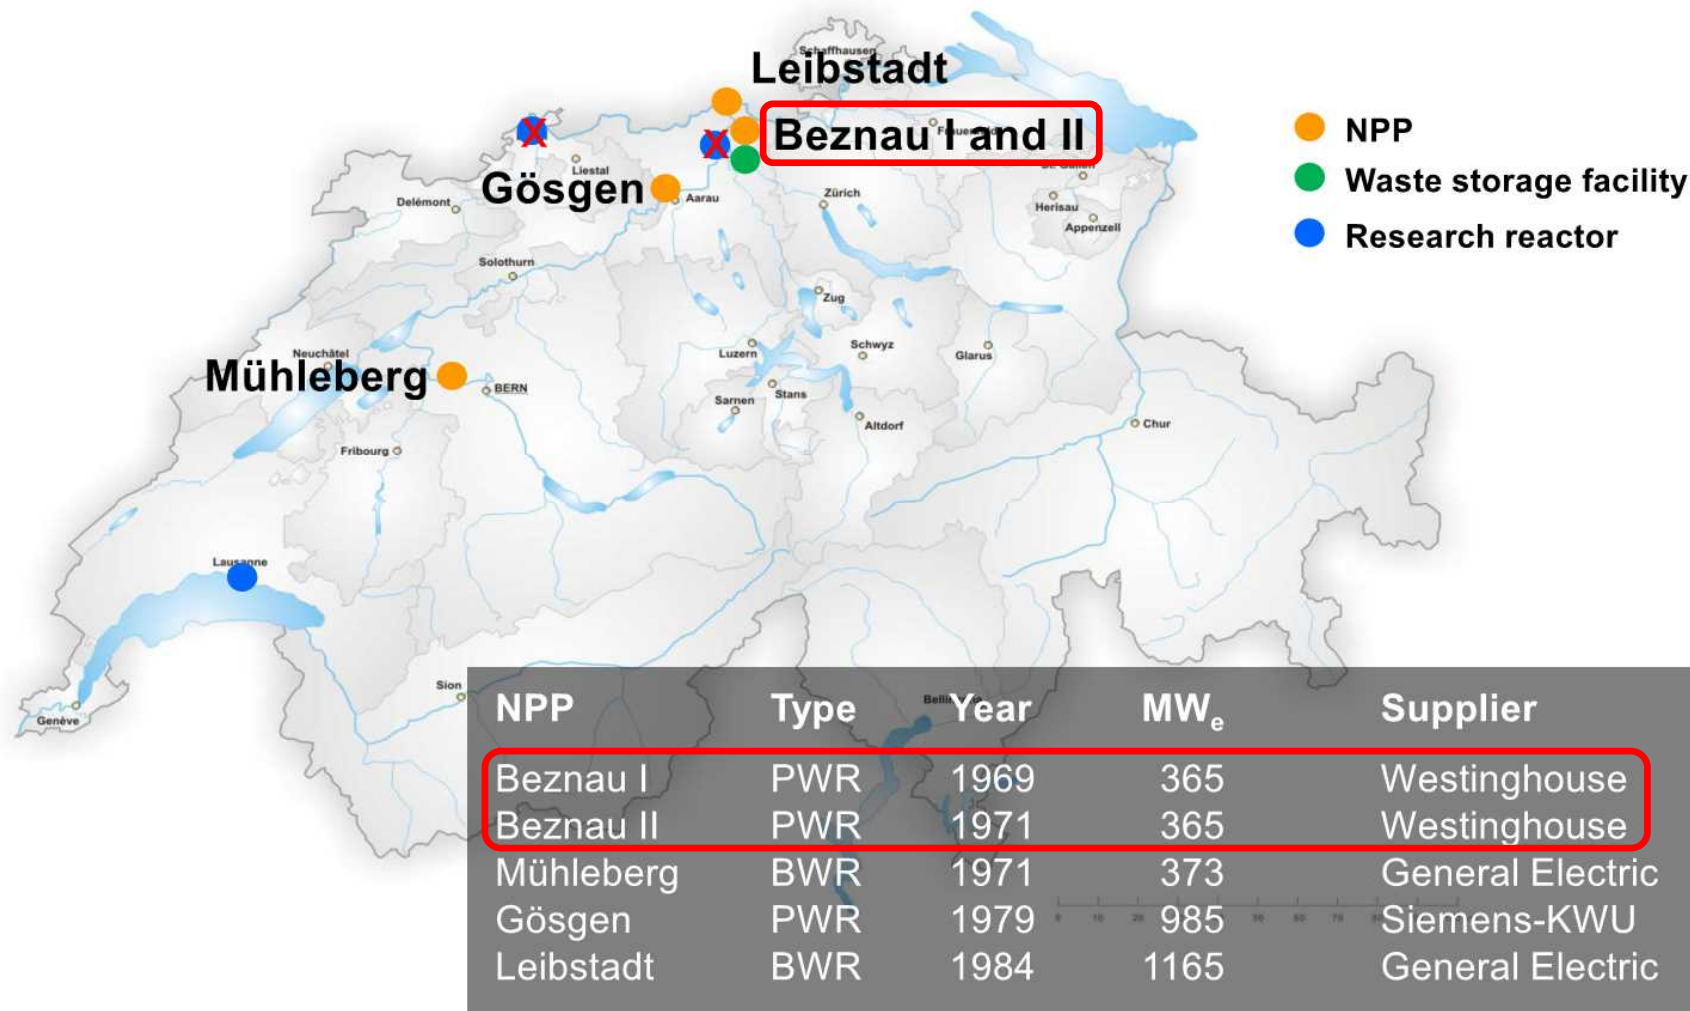 Schaffhausen
Leibstadt
Beznau I and II
X
X
Liestal
Gösgen
Delémont
Aarau
Zürich
Herisau
Appenzell
NPP
Waste storage facility
Research reactor
Solothurn
Zug
Neuchâtel
Luzern
Schwyz
Glarus
Mühleberg
BERN
Sarnen
Stans
Altdorf
Chur
Fribourg
Lausanne
Sion
Genève
NPP Type Year MWe Supplier
Beznau I PWR 1969 365 Westinghouse
Beznau II PWR 1971 365 Westinghouse
Mühleberg BWR 1971 373 General Electric
Gösgen PWR 1979 985 Siemens-KWU
Leibstadt BWR 1984 1165 General Electric